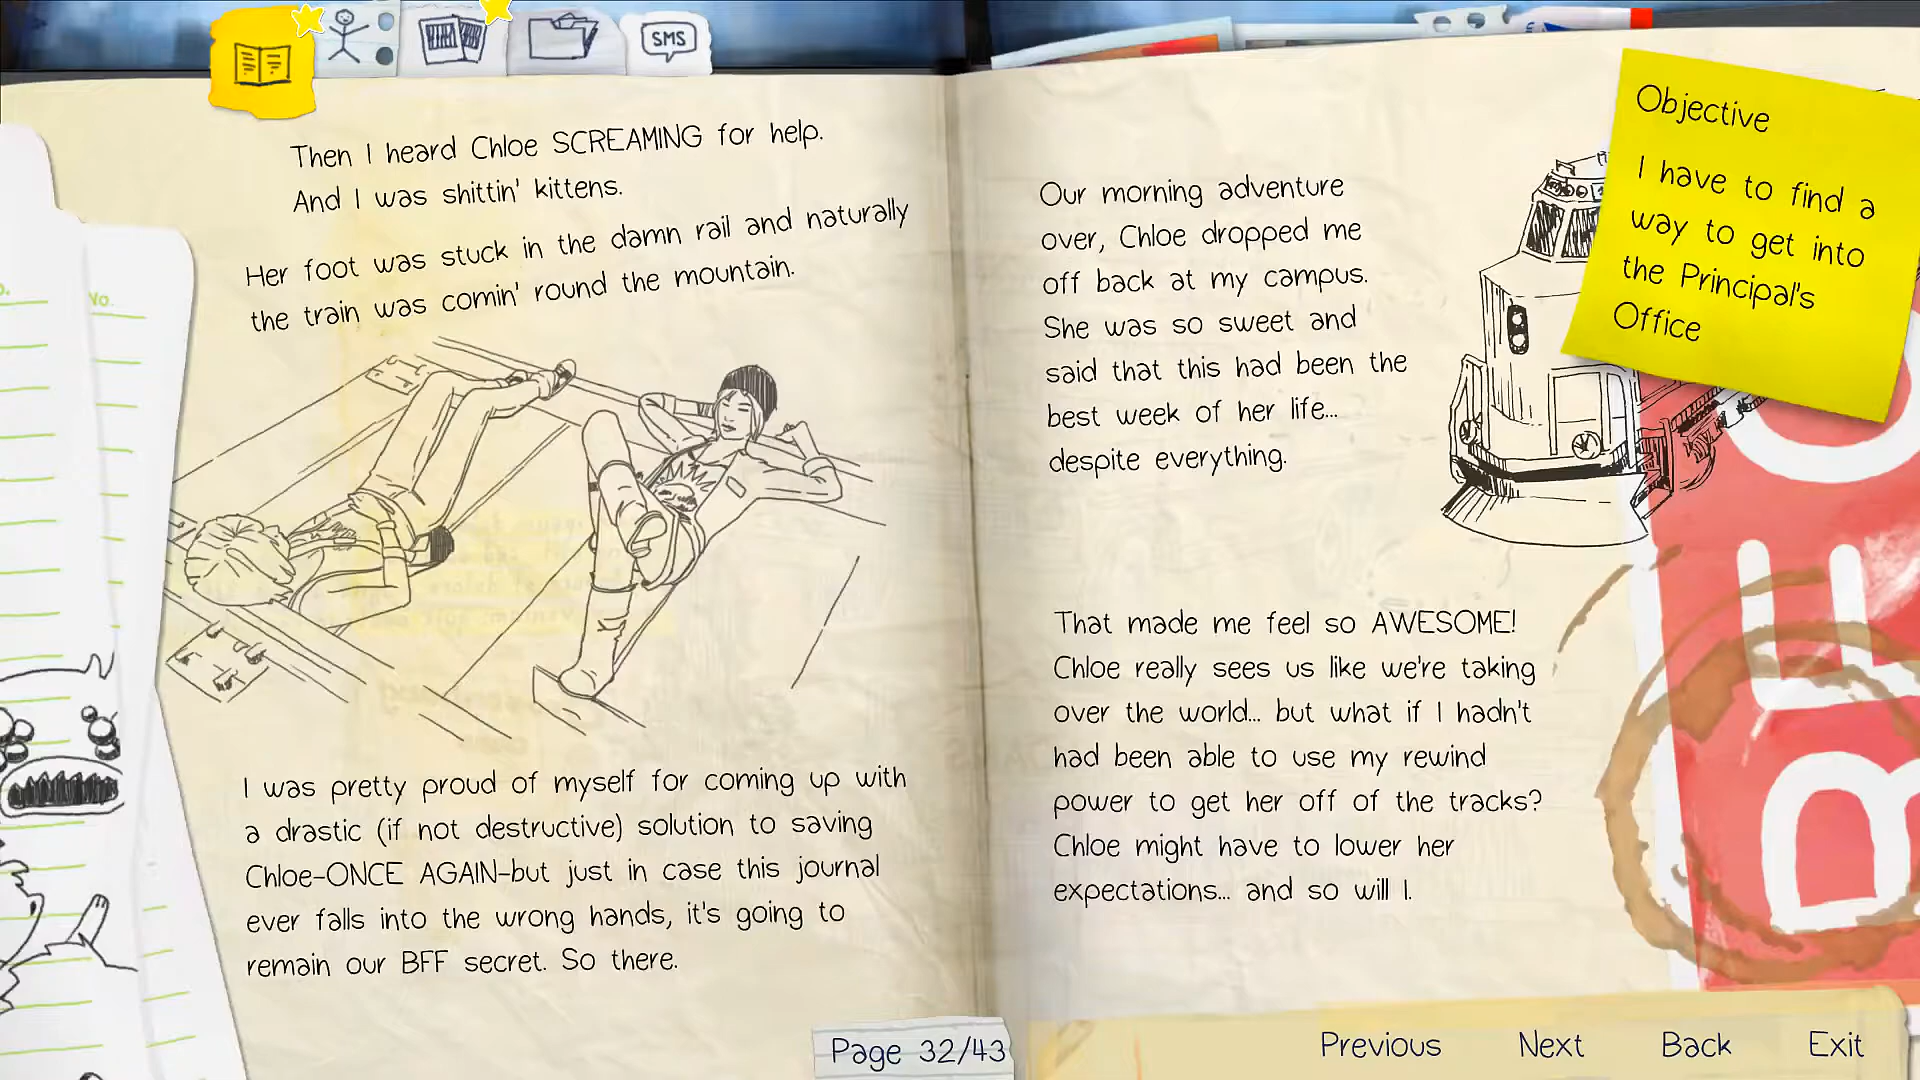 SMS
Then I heard Chloe SCREAMING for help.
And I was shittin' kittens.
Her foot was stuck in the damn rail and naturally
the train was comin' round the mountain.
No.
I was pretty proud of myself for coming up with
a drastic (if not destructive) solution to saving
Chloe-ONCE AGAIN-but just in case this journal
ever falls into the wrong hands, it's going to
remain our BFF secret. So there.
Our morning adventure
over, Chloe dropped me
off back at my campus.
She was so sweet and
said that this had been the
best week of her life...
despite everything.
That made me feel so AWESOME!
Chloe really sees us like we're taking
over the world... but what if I hadn't
had been able to use my rewind
power to get her off of the tracks?
Chloe might have to lower her
expectations... and so will I.
Objective
I have to find a
way to get into
the Principal's
Office
Page 32/43
Previous Next Back Exit